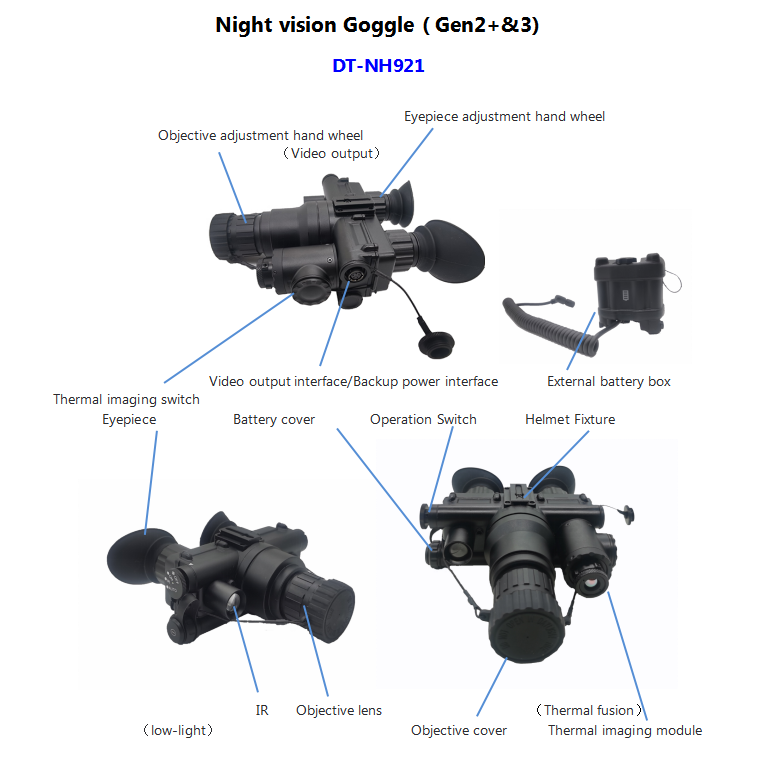 Night vision Goggle（Gen2+&3)
DT-NH921
Eyepiece adjustment hand wheel
Objective adjustment hand wheel
（Video output）
Video output interface/Backup power interface
External battery box
Thermal imaging switch
Eyepiece
Battery cover
Operation Switch
Helmet Fixture
IR
Objective lens
（Thermal fusion）
（low-light）
Objective cover
Thermal imaging module